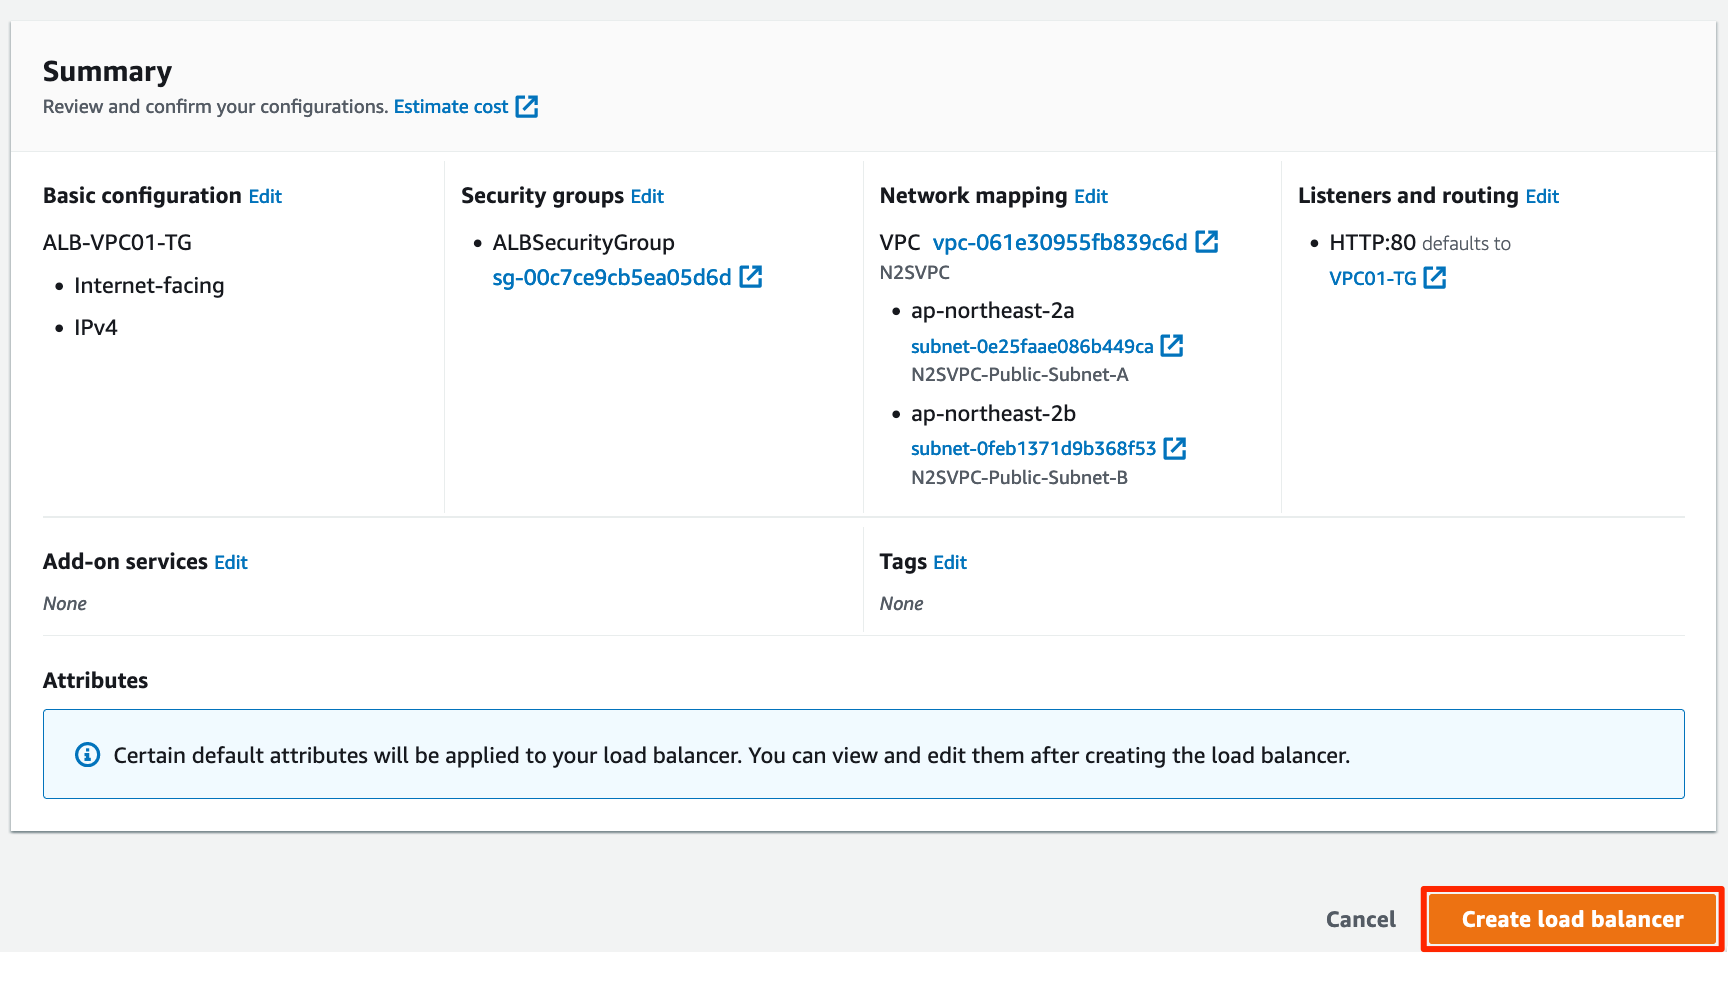 Summary
Review and confirm your configurations. Estimate cost
Basic configuration Edit
ALB-VPC01-TG
• Internet-facing
• IPv4
Security groups Edit
• ALBSecurityGroup
sg-00c7ce9cb5ea05d6d
Network mapping Edit
VPC vpc-061e30955fb839c6d
N2SVPC
• ap-northeast-2a
subnet-0e25faae086b449ca
N2SVPC-Public-Subnet-A
• ap-northeast-2b
subnet-0feb1371d9b368f53
N2SVPC-Public-Subnet-B
Listeners and routing Edit
• HTTP:80 defaults to
VPC01-TG
Add-on services Edit
None
Tags Edit
None
Attributes
Certain default attributes will be applied to your load balancer. You can view and edit them after creating the load balancer.
Cancel
Create load balancer